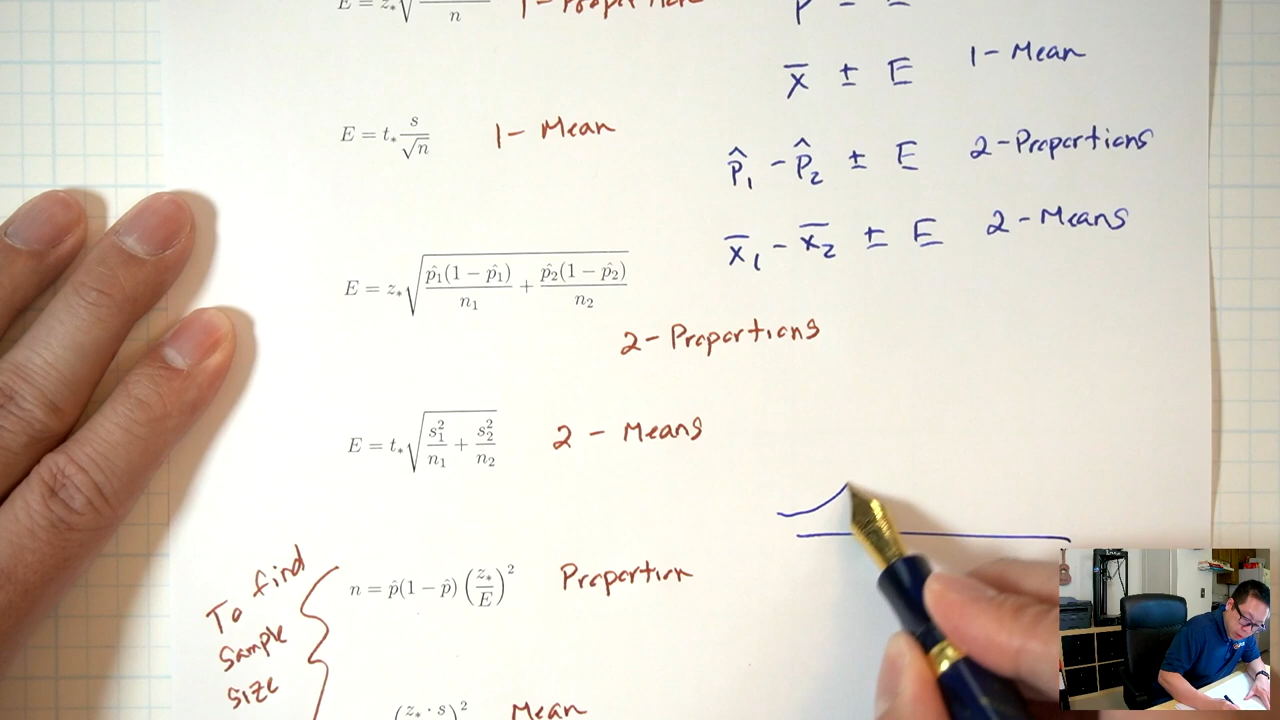 E = z* √ n 1-Proportion
p̂ ± E
x̄ ± E 1-Mean
E = t* s/√n 1- Mean
p̂1 - p̂2 ± E 2-Proportions
x̄1 - x̄2 ± E 2-Means
E = z* √(p̂1(1 − p̂1)/n1 + p̂2(1 − p̂2)/n2)
2-Proportions
E = t* √(s1²/n1 + s2²/n2) 2 - Means
To find
sample
size
n = p̂(1 − p̂) (z*/E)² Proportion
(z* · s)² Mean